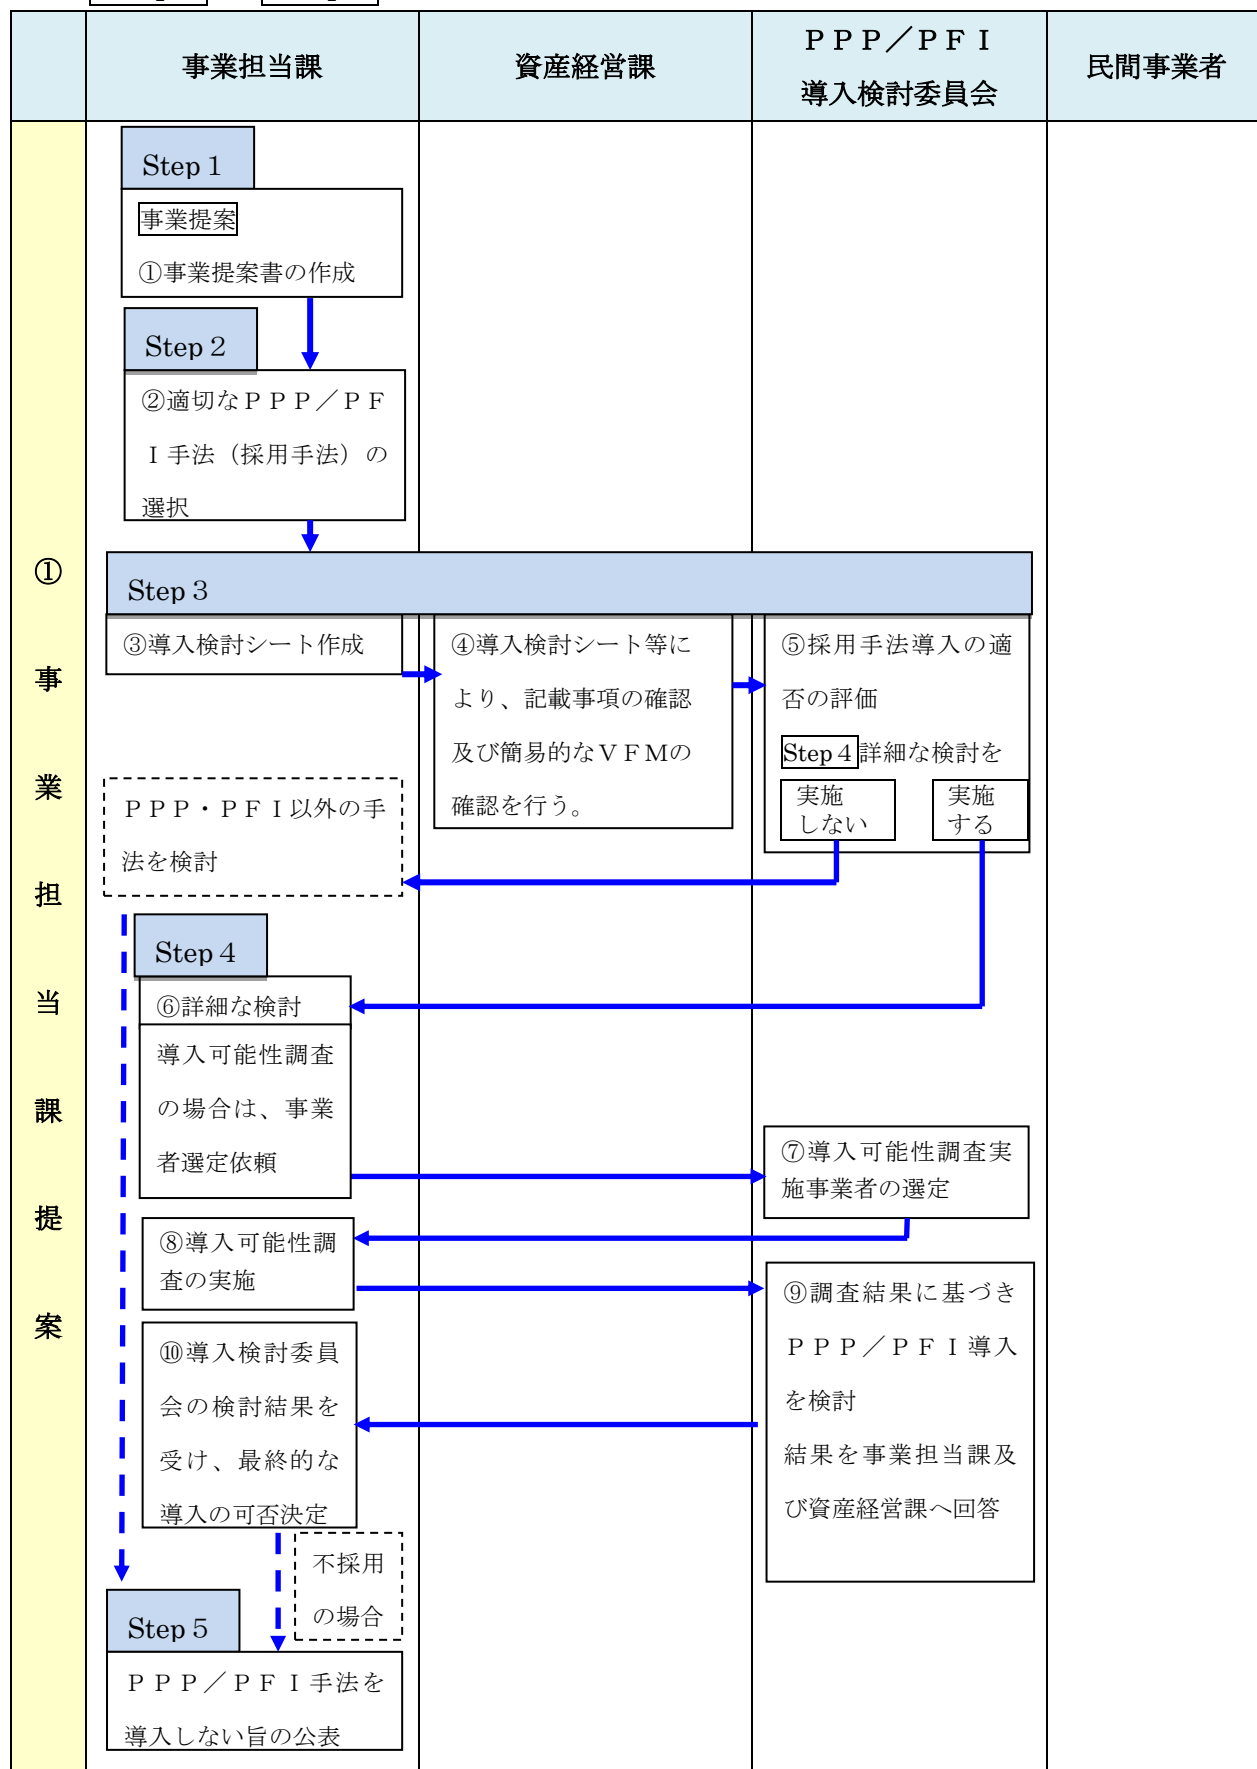 事業担当課
資産経営課
ＰＰＰ／ＰＦＩ
導入検討委員会
民間事業者
①事業担当課提案
Step 1
事業提案
①事業提案書の作成
Step 2
②適切なＰＰＰ／ＰＦ
Ｉ手法（採用手法）の
選択
Step 3
③導入検討シート作成
④導入検討シート等に
より、記載事項の確認
及び簡易的なＶＦＭの
確認を行う。
⑤採用手法導入の適
否の評価
Step 4 詳細な検討を
実施
しない
実施
する
ＰＰＰ・ＰＦＩ以外の手
法を検討
Step 4
⑥詳細な検討
導入可能性調査
の場合は、事業
者選定依頼
⑦導入可能性調査実
施事業者の選定
⑧導入可能性調
査の実施
⑨調査結果に基づき
ＰＰＰ／ＰＦＩ導入
を検討
結果を事業担当課及
び資産経営課へ回答
⑩導入検討委員
会の検討結果を
受け、最終的な
導入の可否決定
不採用
の場合
Step 5
ＰＰＰ／ＰＦＩ手法を
導入しない旨の公表